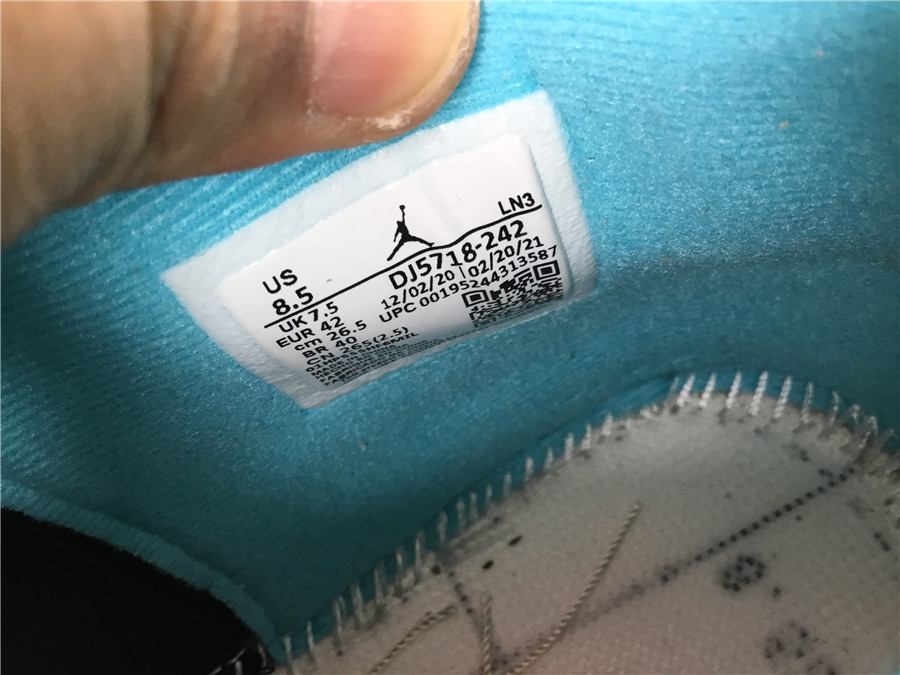 LN3
US
8.5
DJ5718-242
UK 7.5
12/02/20 | 02/20/21
EUR 42
UPC 00195244313587
cm 26.5
BR 40
CN 265(2.5)